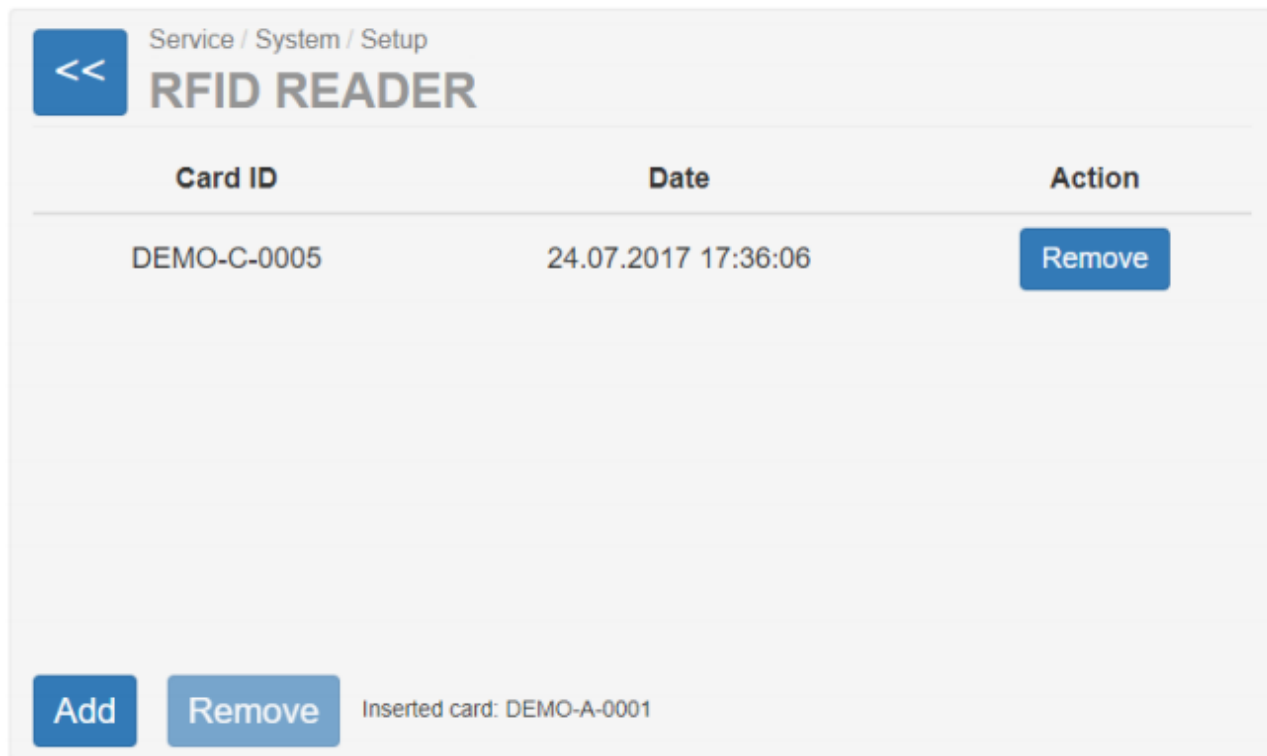 <<
Service / System / Setup
RFID READER
Card ID Date Action
DEMO-C-0005 24.07.2017 17:36:06 Remove
Add Remove Inserted card: DEMO-A-0001